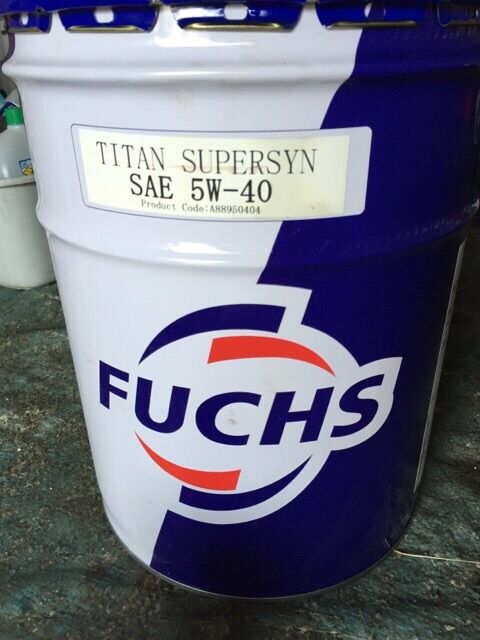 TITAN SUPERSYN
SAE 5W-40
Product Code:A88950404
FUCHS